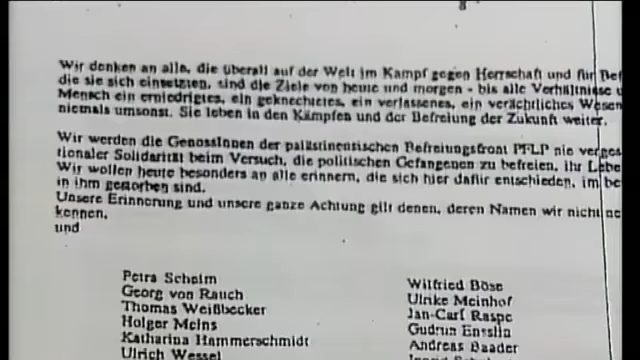 Wir denken an alle, die überall auf der Welt im Kampf gegen Herrschaft und für Bef
die sie sich einsetzten, sind die Ziele von heute und morgen - bis alle Verhältnisse u
Mensch ein erniedrigtes, ein geknechtetes, ein verlassenes, ein verächtliches Wesen
niemals umsonst. Sie leben in den Kämpfen und der Befreiung der Zukunft weiter.
Wir werden die GenossInnen der palästinensischen Befreiungsfront PFLP nie verges
tionaler Solidarität beim Versuch, die politischen Gefangenen zu befreien, ihr Lebe
Wir wollen heute besonders an alle erinnern, die sich hier dafür entschieden, im be
in ihm gestorben sind.
Unsere Erinnerung und unsere ganze Achtung gilt denen, deren Namen wir nicht ne
kennen,
und
Petra Schelm Wilfried Böse
Georg von Rauch Ulrike Meinhof
Thomas Weißbecker Jan-Carl Raspe
Holger Meins Gudrun Ensslin
Katharina Hammerschmidt Andreas Baader
Ulrich Wessel